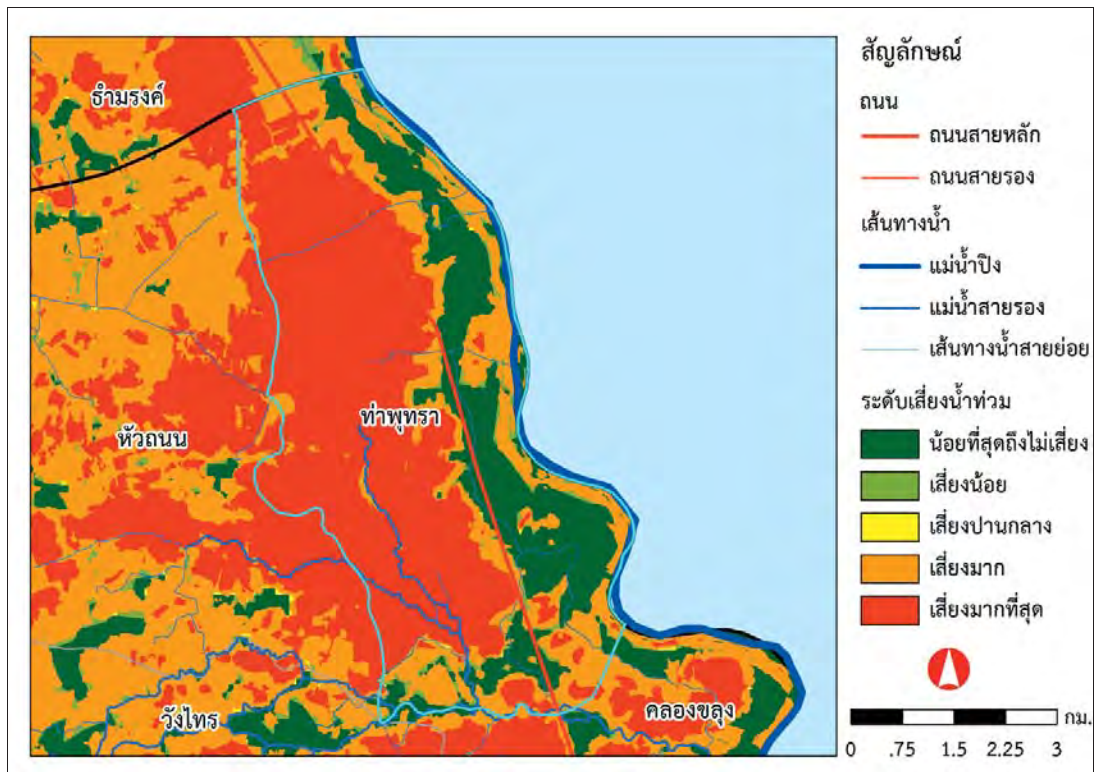 ธำมรงค์
หัวถนน
ท่าพุทรา
วังไทร
คลองขลุง
สัญลักษณ์
ถนน
ถนนสายหลัก
ถนนสายรอง
เส้นทางน้ำ
แม่น้ำปิง
แม่น้ำสายรอง
เส้นทางน้ำสายย่อย
ระดับเสี่ยงน้ำท่วม
น้อยที่สุดถึงไม่เสี่ยง
เสี่ยงน้อย
เสี่ยงปานกลาง
เสี่ยงมาก
เสี่ยงมากที่สุด
กม.
0 .75 1.5 2.25 3